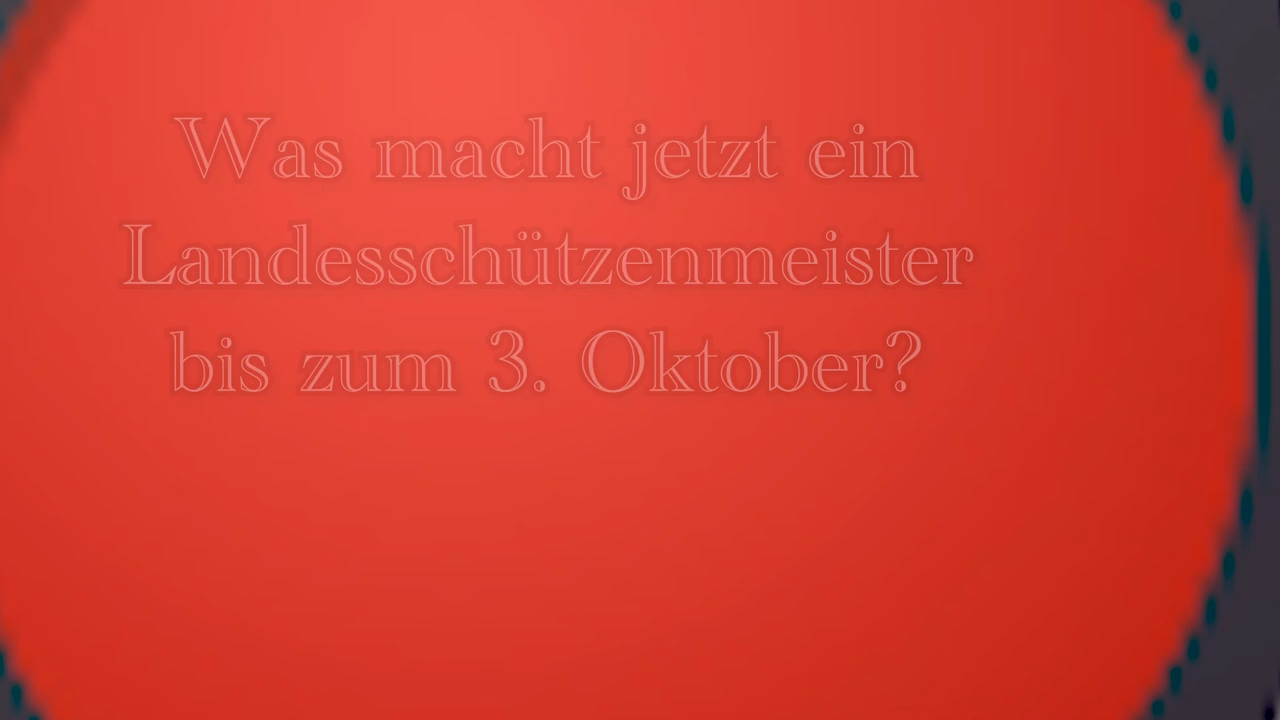 Was macht jetzt ein
Landesschützenmeister
bis zum 3. Oktober?